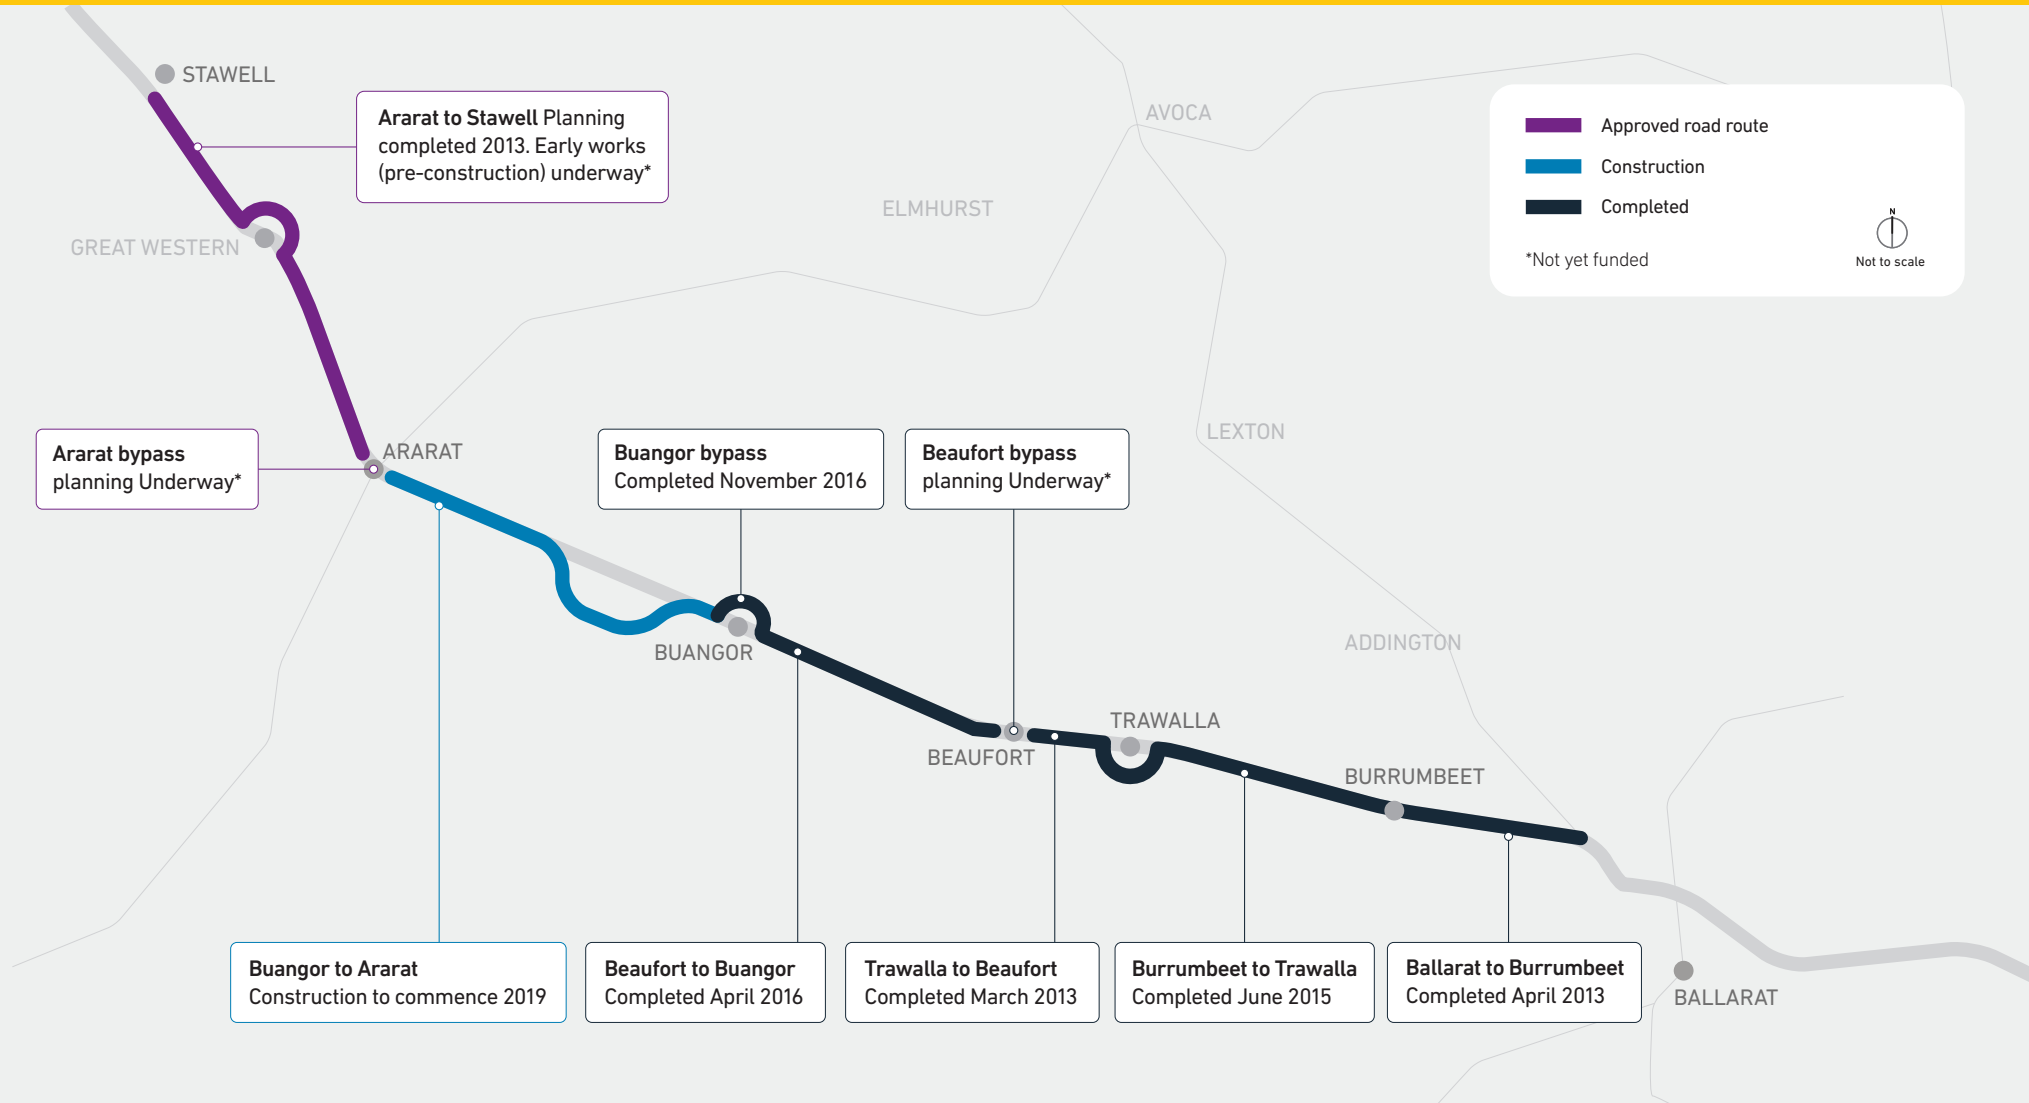 STAWELL
Ararat to Stawell Planning
completed 2013. Early works
(pre-construction) underway*
AVOCA
Approved road route
Construction
Completed
*Not yet funded
N
Not to scale
ELMHURST
GREAT WESTERN
Ararat bypass
planning Underway*
ARARAT
Buangor bypass
Completed November 2016
Beaufort bypass
planning Underway*
LEXTON
ADDINGTON
BUANGOR
BEAUFORT
TRAWALLA
BURRUMBEET
Buangor to Ararat
Construction to commence 2019
Beaufort to Buangor
Completed April 2016
Trawalla to Beaufort
Completed March 2013
Burrumbeet to Trawalla
Completed June 2015
Ballarat to Burrumbeet
Completed April 2013
BALLARAT